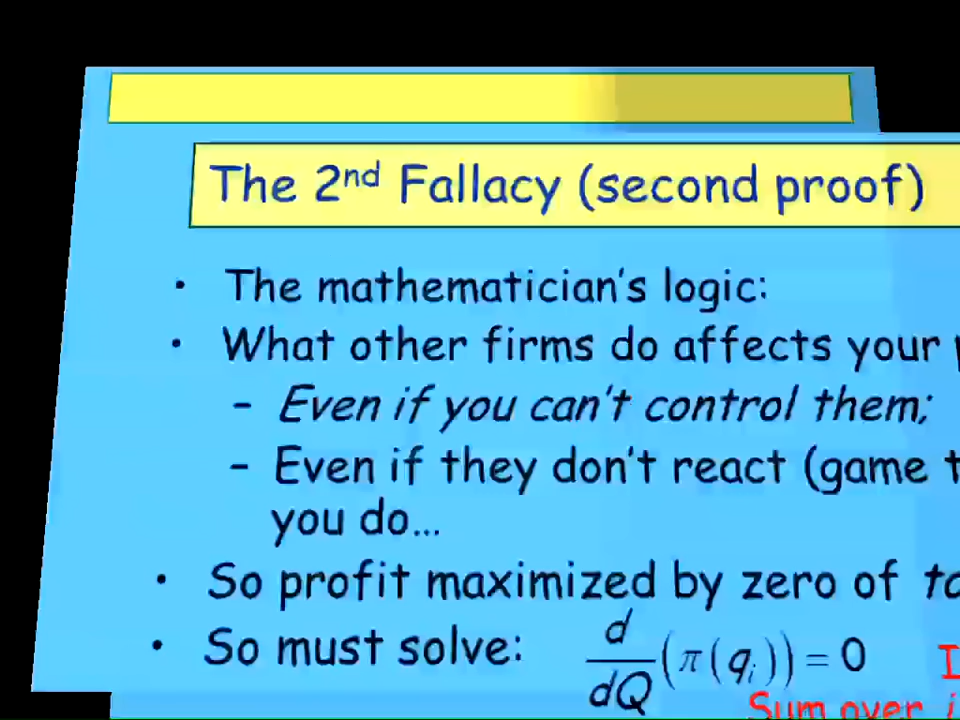 The 2nd Fallacy (second proof)
• The mathematician's logic:
• What other firms do affects your
– Even if you can't control them;
– Even if they don't react (game
you do…
• So profit maximized by zero of
• So must solve: d/dQ (π(qᵢ)) = 0
Sum over i